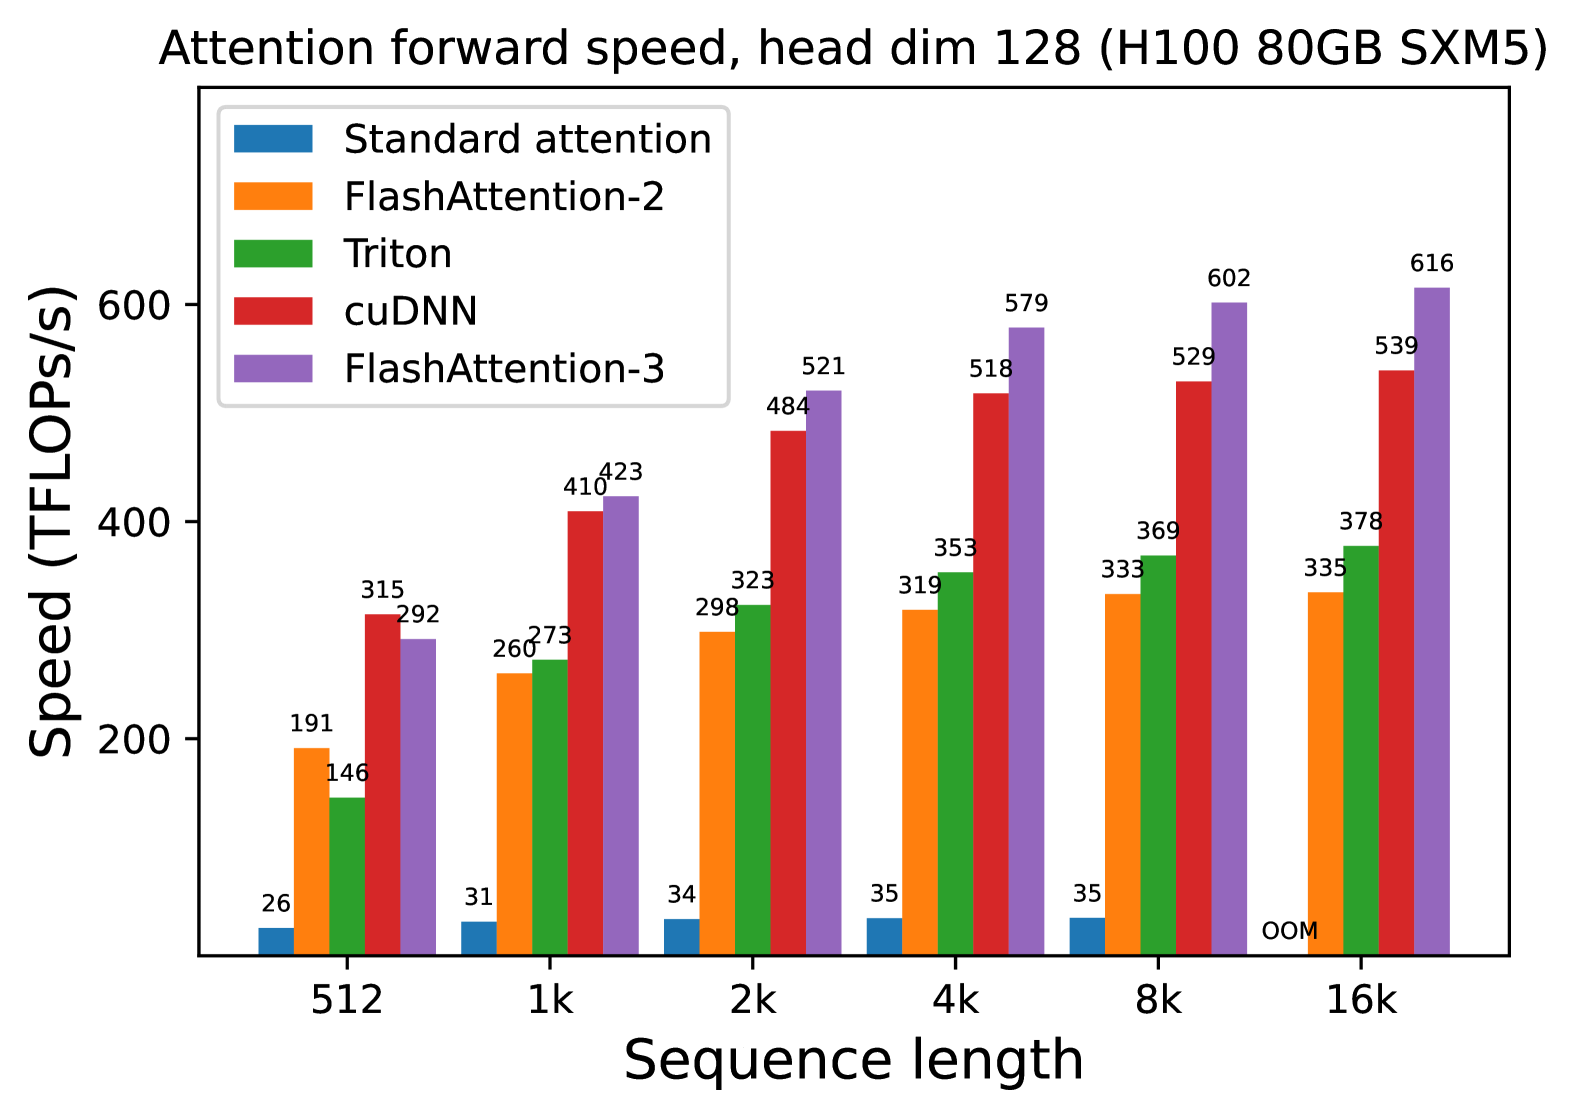 Attention forward speed, head dim 128 (H100 80GB SXM5)
Standard attention
FlashAttention-2
Triton
cuDNN
FlashAttention-3
Speed (TFLOPs/s)
600
400
200
26
191
146
315
292
31
260
273
410
423
34
298
323
484
521
35
319
353
518
579
35
333
369
529
602
OOM
335
378
539
616
512
1k
2k
4k
8k
16k
Sequence length